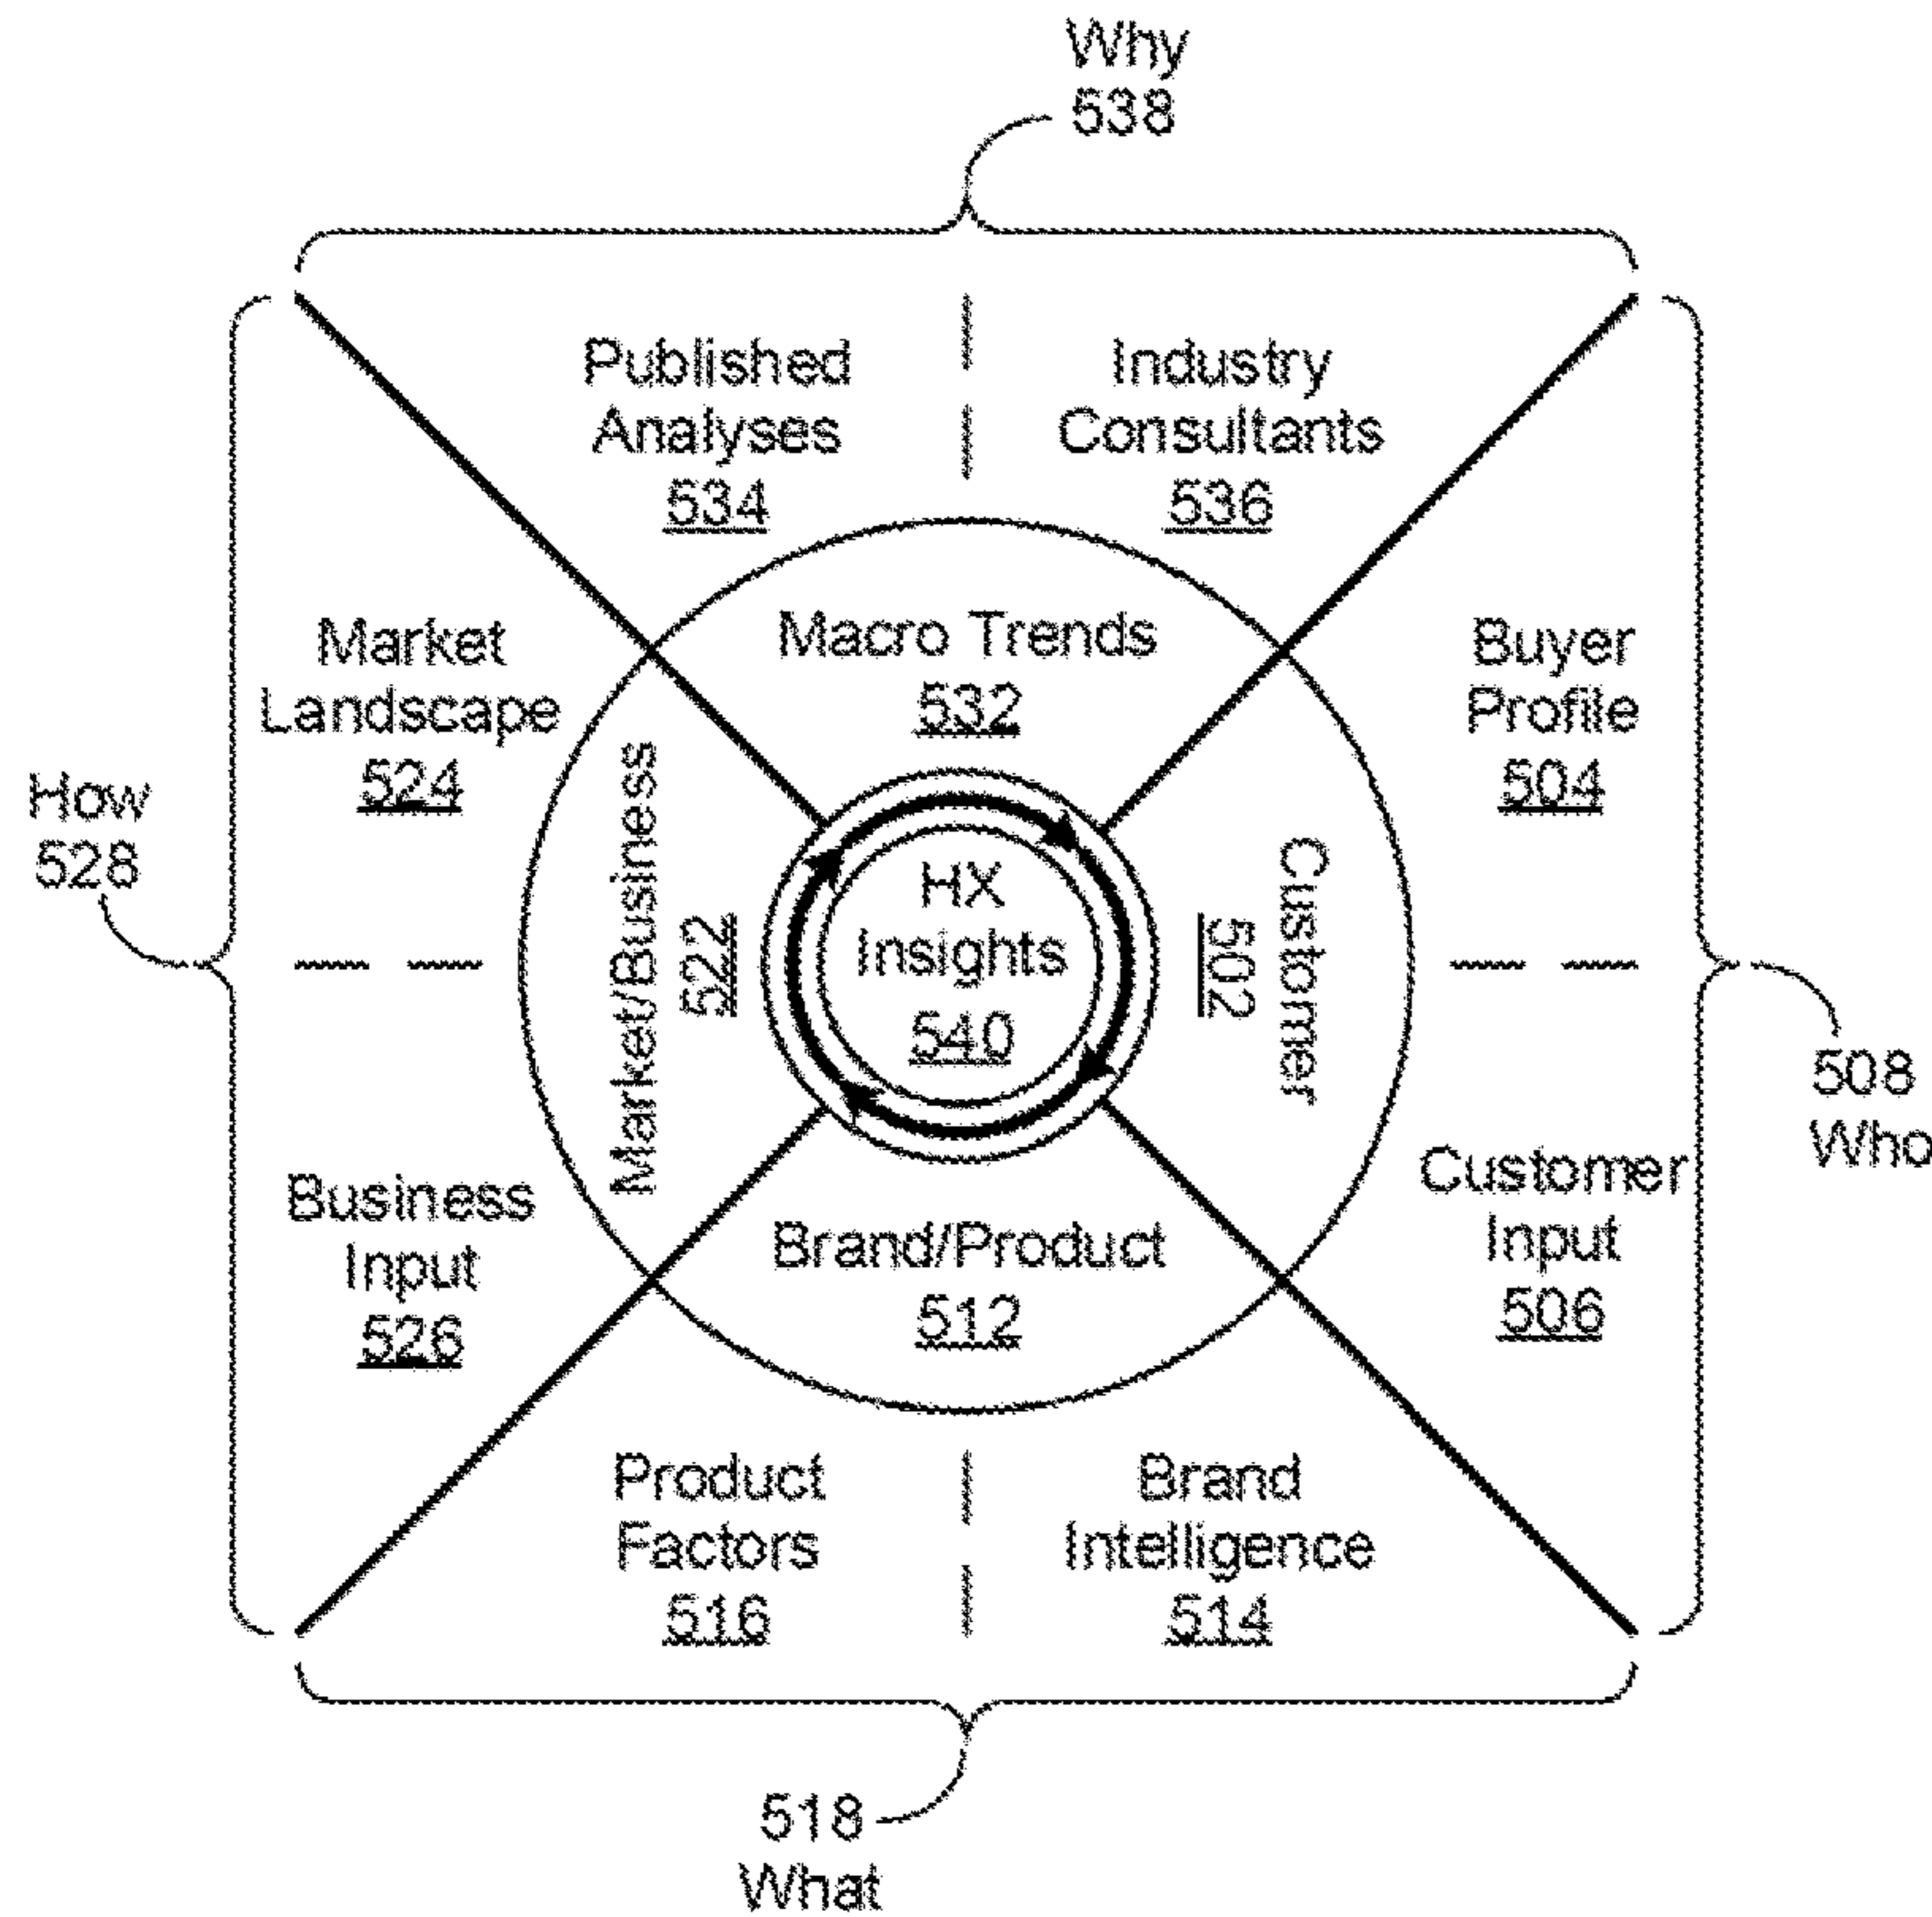 Why
538
Published
Analyses
534
Industry
Consultants
536
Macro Trends
532
Market
Landscape
524
Buyer
Profile
504
How
528
Market/Business
522
HX
Insights
540
Customer
502
508
Who
Business
Input
526
Customer
Input
506
Brand/Product
512
Product
Factors
516
Brand
Intelligence
514
518
What